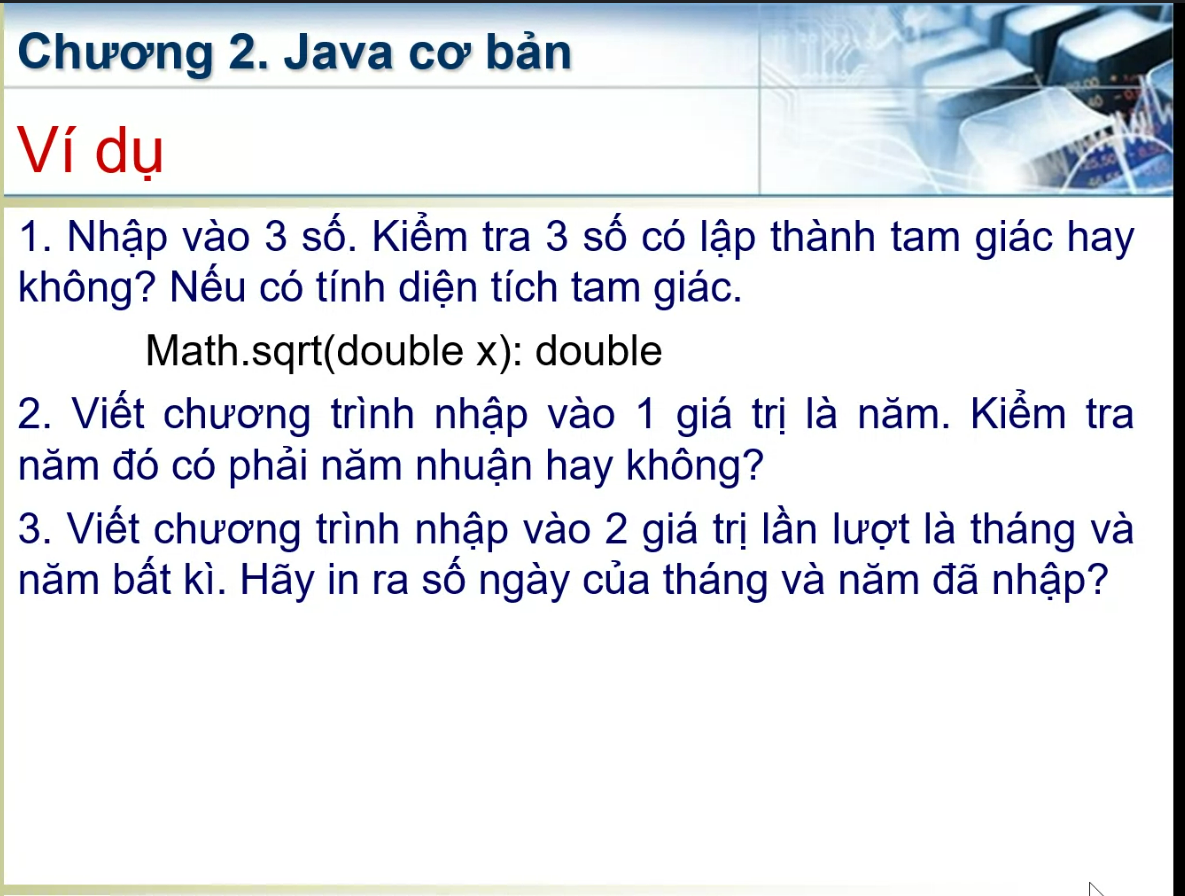 Chương 2. Java cơ bản
Ví dụ
1. Nhập vào 3 số. Kiểm tra 3 số có lập thành tam giác hay
không? Nếu có tính diện tích tam giác.
Math.sqrt(double x): double
2. Viết chương trình nhập vào 1 giá trị là năm. Kiểm tra
năm đó có phải năm nhuận hay không?
3. Viết chương trình nhập vào 2 giá trị lần lượt là tháng và
năm bất kì. Hãy in ra số ngày của tháng và năm đã nhập?